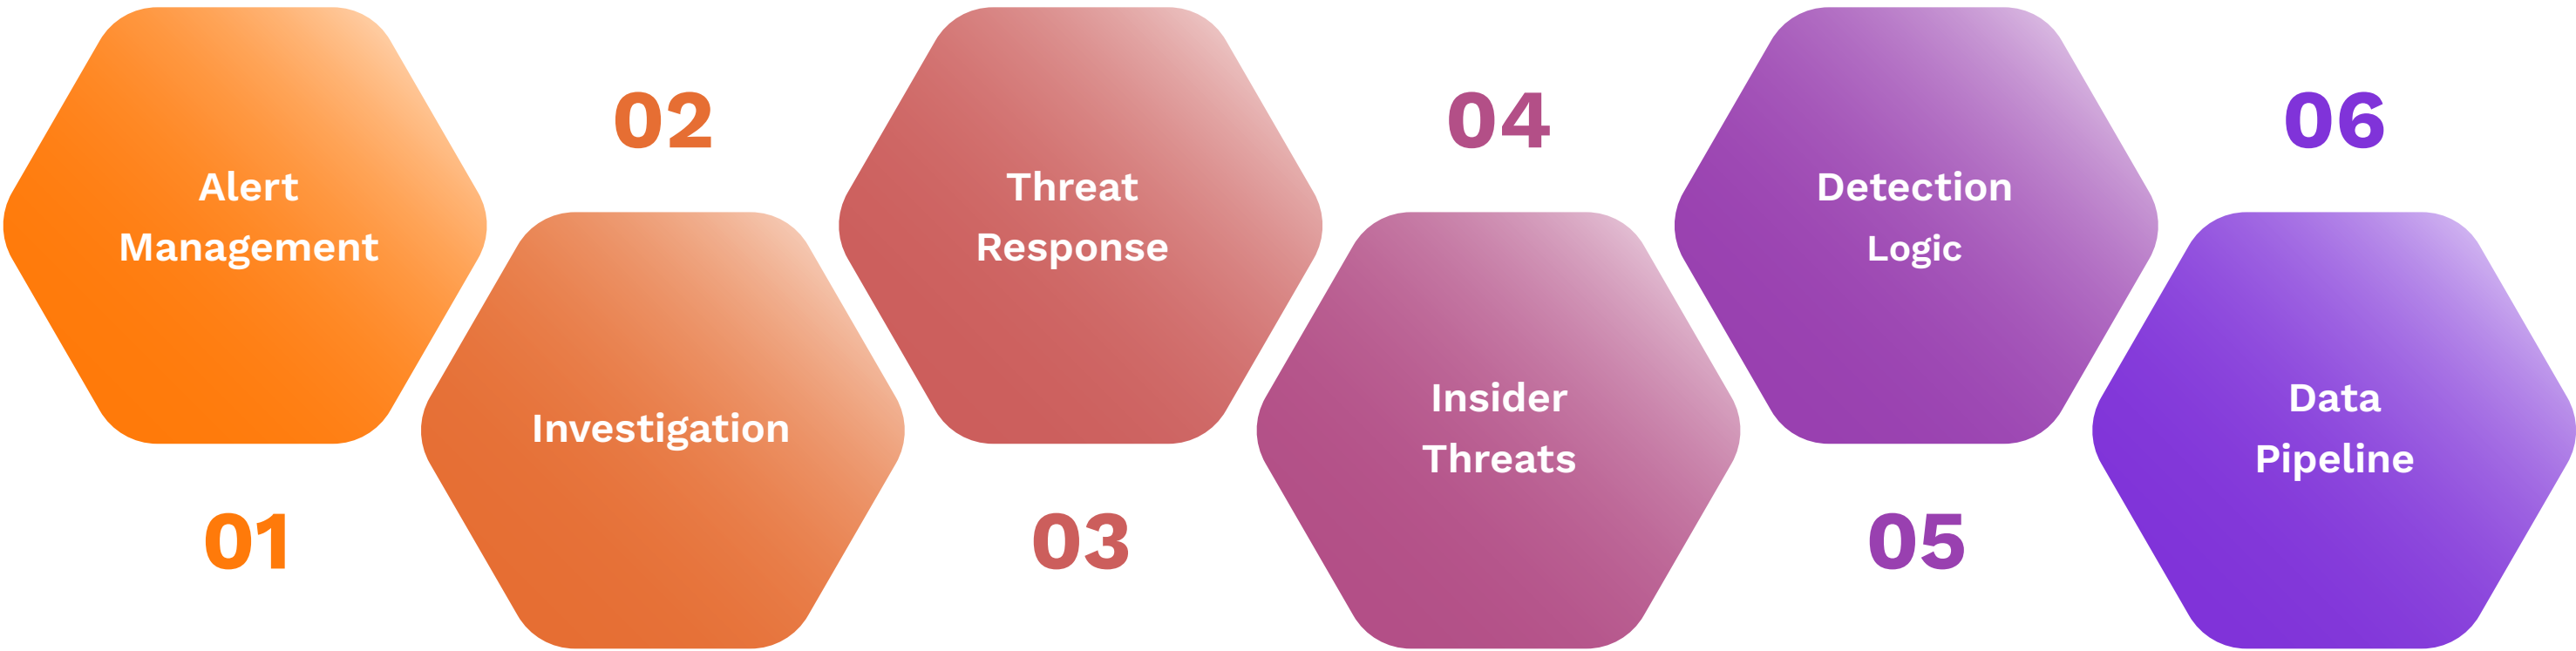 Alert
Management
01
02
Investigation
Threat
Response
03
04
Insider
Threats
Detection
Logic
05
06
Data
Pipeline